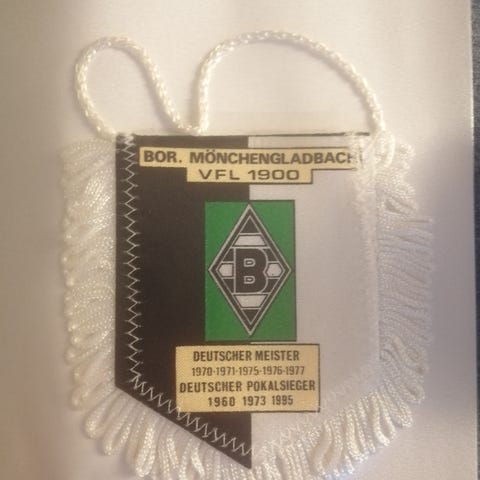 BOR. MÖNCHENGLADBACH
VFL 1900
B
DEUTSCHER MEISTER
1970-1971-1975-1976-1977
DEUTSCHER POKALSIEGER
1960 1973 1995